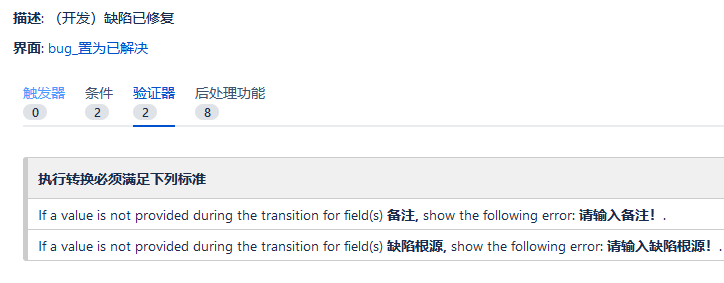 描述: （开发）缺陷已修复
界面: bug_置为已解决
触发器 条件 验证器 后处理功能
0 2 2 8
执行转换必须满足下列标准
If a value is not provided during the transition for field(s) 备注, show the following error: 请输入备注！.
If a value is not provided during the transition for field(s) 缺陷根源, show the following error: 请输入缺陷根源！.